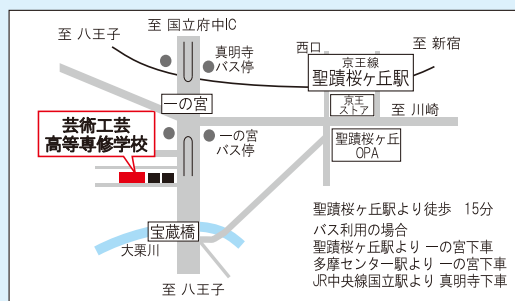 至 国立府中IC
至 八王子
真明寺
バス停
西口
京王線
聖蹟桜ヶ丘駅
至 新宿
一の宮
京王
ストア
至 川崎
芸術工芸
高等専修学校
一の宮
バス停
聖蹟桜ヶ丘
OPA
宝蔵橋
大栗川
至 八王子
聖蹟桜ヶ丘駅より徒歩 15分
バス利用の場合
聖蹟桜ヶ丘駅より 一の宮下車
多摩センター駅より 一の宮下車
JR中央線国立駅より 真明寺下車